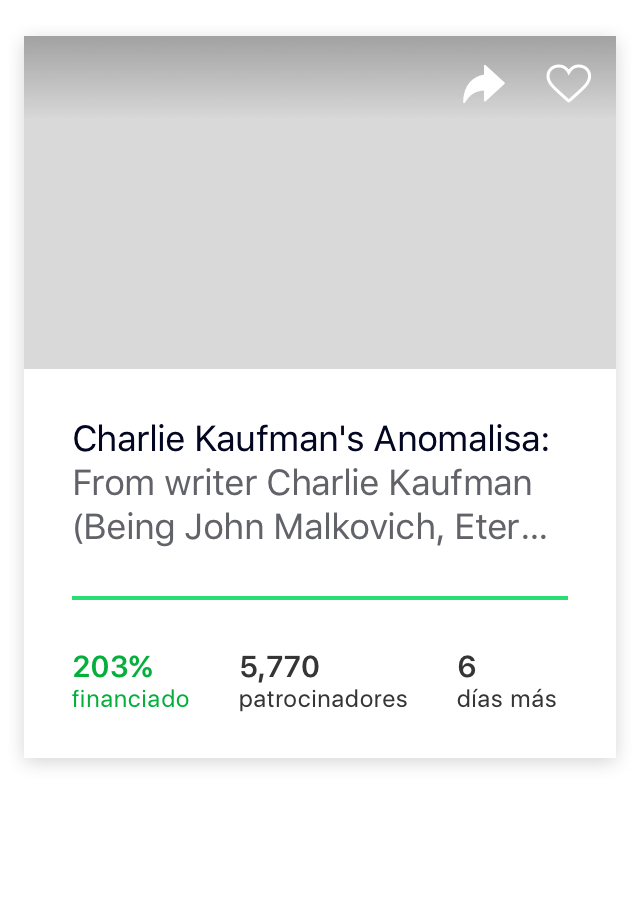 Charlie Kaufman's Anomalisa:
From writer Charlie Kaufman
(Being John Malkovich, Eter...
203% 5,770 6
financiado patrocinadores días más